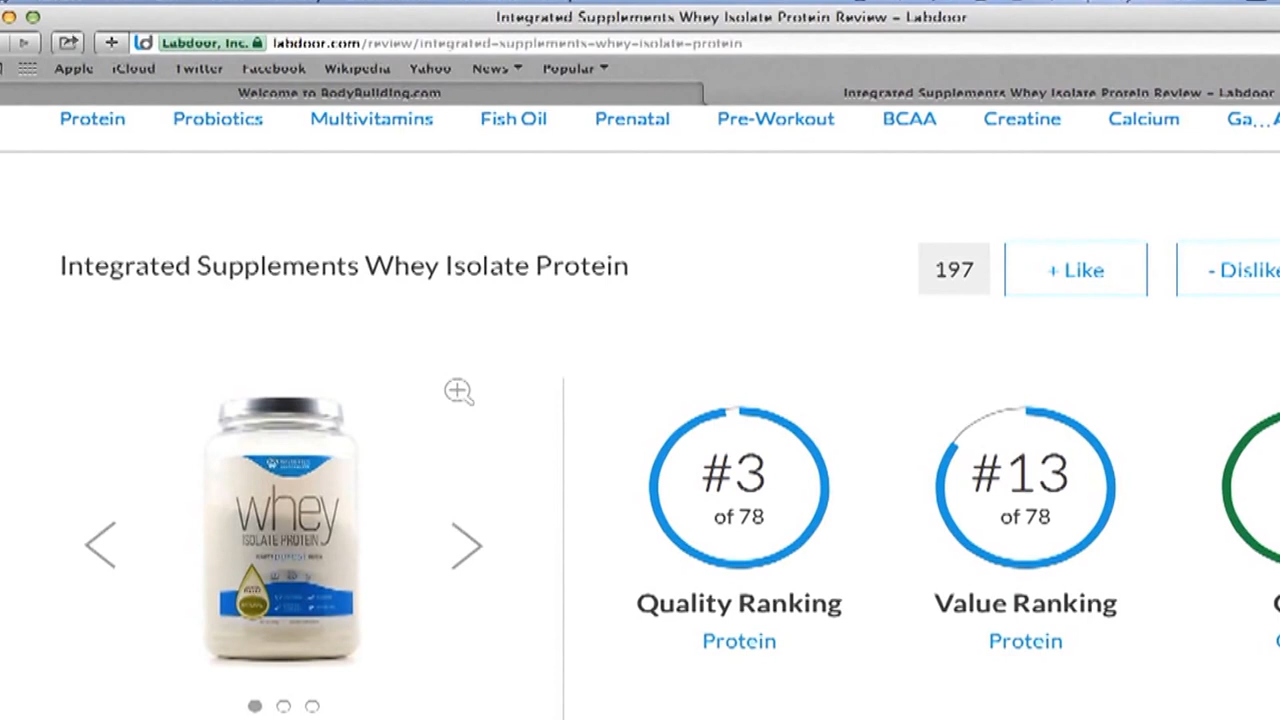 Integrated Supplements Whey Isolate Protein Review – Labdoor
Labdoor, Inc. labdoor.com/review/integrated-supplements-whey-isolate-protein
Apple iCloud Twitter Facebook Wikipedia Yahoo News Popular
Welcome to BodyBuilding.com Integrated Supplements Whey Isolate Protein Review – Labdoor
Protein Probiotics Multivitamins Fish Oil Prenatal Pre-Workout BCAA Creatine Calcium Ga...
Integrated Supplements Whey Isolate Protein 197 + Like - Dislike
#3 #13
of 78 of 78
whey
ISOLATE PROTEIN
Quality Ranking Value Ranking
Protein Protein